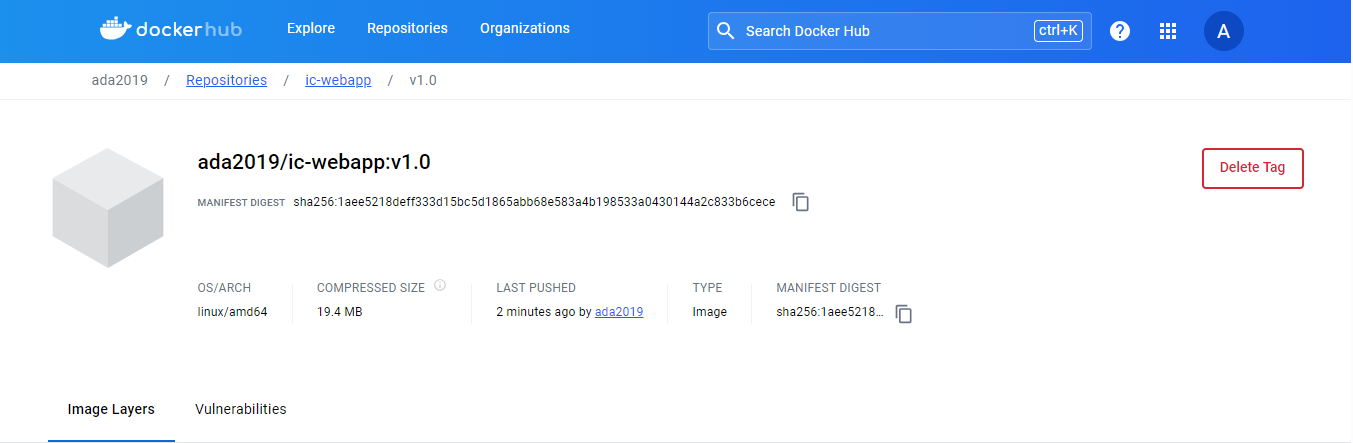 dockerhub Explore Repositories Organizations Search Docker Hub ctrl+K ? A
ada2019 / Repositories / ic-webapp / v1.0
ada2019/ic-webapp:v1.0
Delete Tag
MANIFEST DIGEST sha256:1aee5218deff333d15bc5d1865abb68e583a4b198533a0430144a2c833b6cece
OS/ARCH COMPRESSED SIZE LAST PUSHED TYPE MANIFEST DIGEST
linux/amd64 19.4 MB 2 minutes ago by ada2019 Image sha256:1aee5218...
Image Layers Vulnerabilities